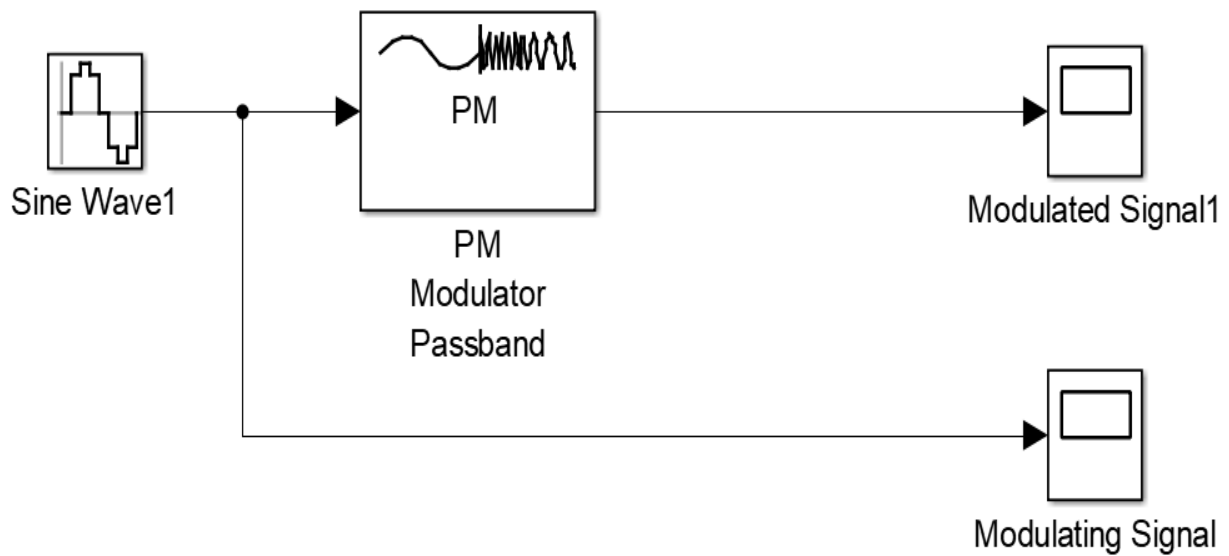 PM
Sine Wave1
PM
Modulator
Passband
Modulated Signal1
Modulating Signal